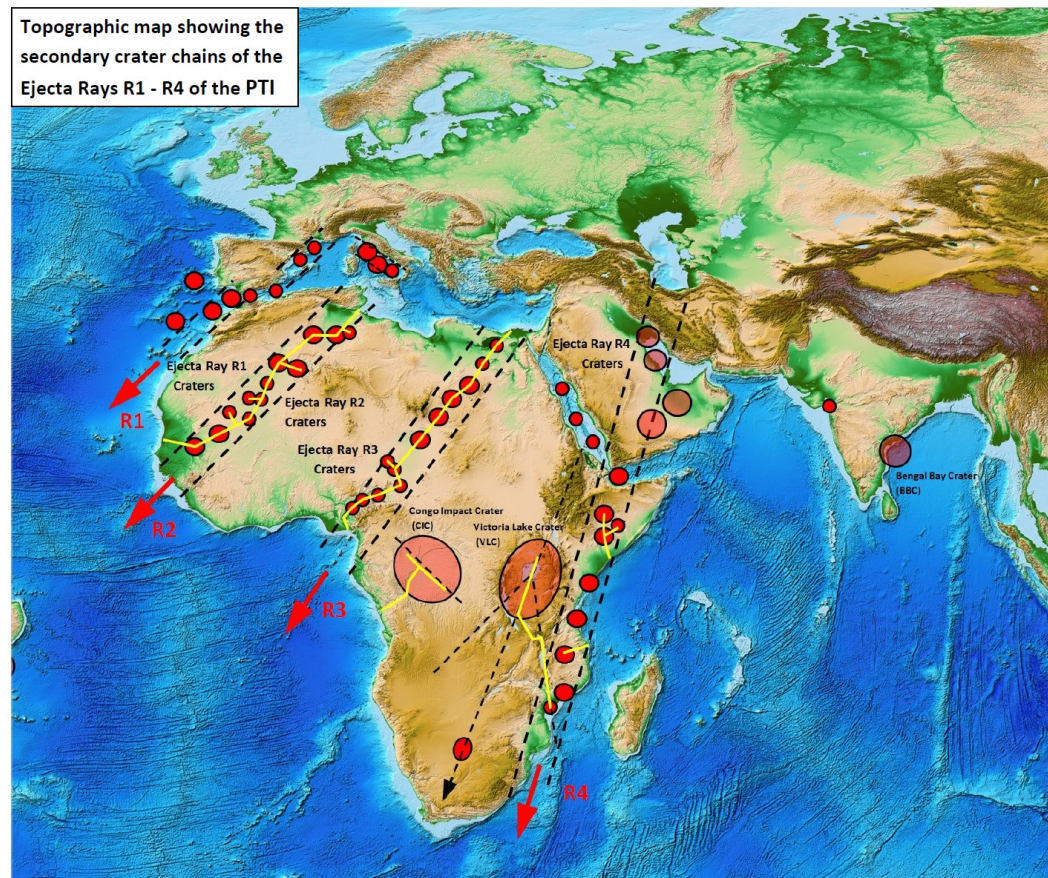 Topographic map showing the
secondary crater chains of the
Ejecta Rays R1 - R4 of the PTI
Ejecta Ray R4
Craters
Ejecta Ray R1
Craters
R1
Ejecta Ray R2
Craters
Ejecta Ray R3
Craters
Bengal Bay Crater
(BBC)
R2
Congo Impact Crater
(CIC)
Victoria Lake Crater
(VLC)
R3
R4